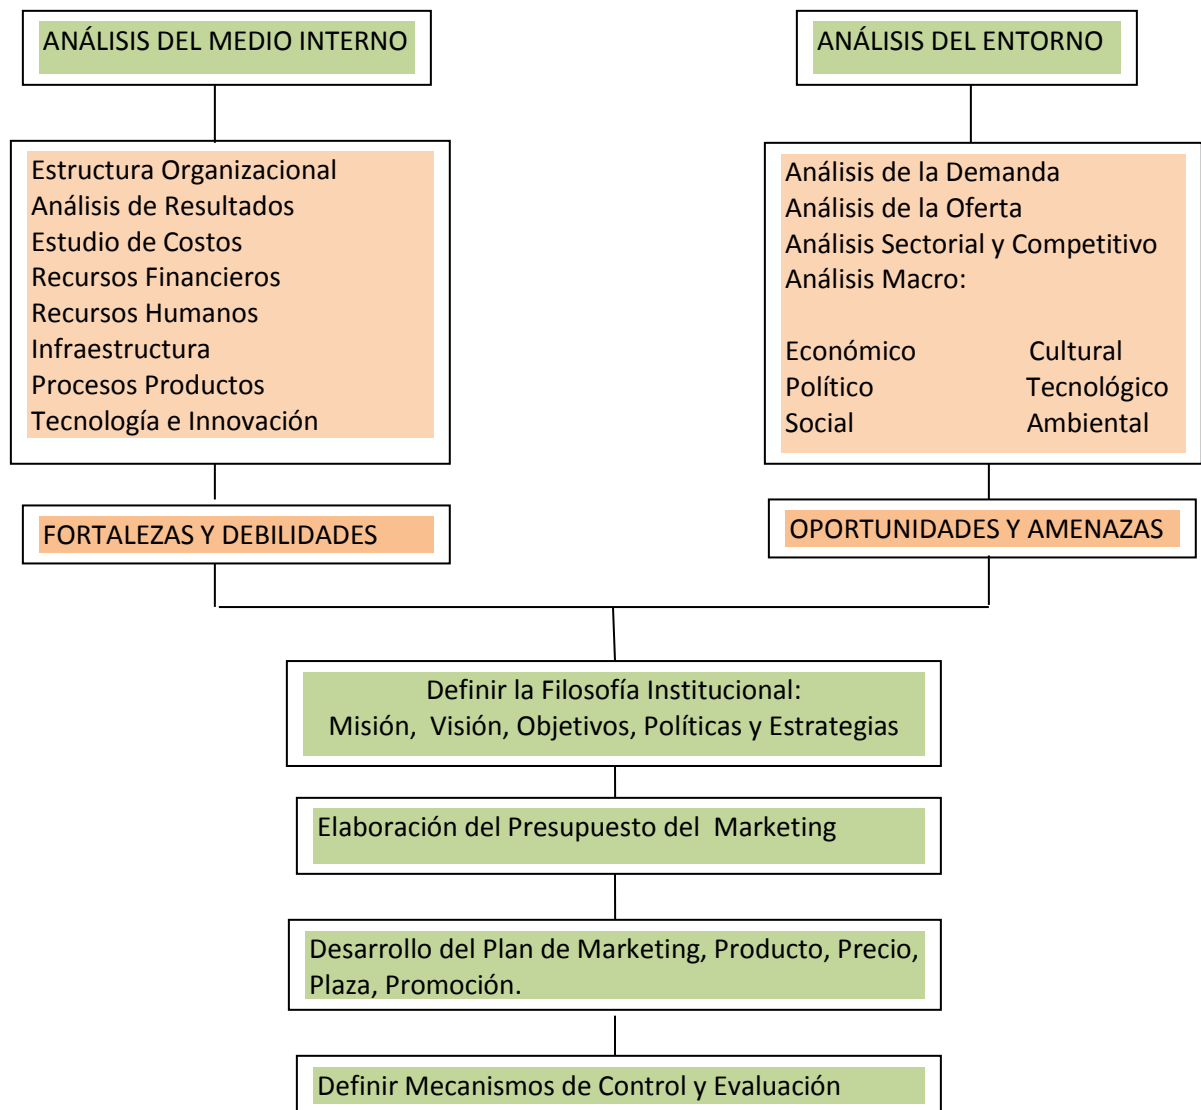 ANÁLISIS DEL MEDIO INTERNO
Estructura Organizacional
Análisis de Resultados
Estudio de Costos
Recursos Financieros
Recursos Humanos
Infraestructura
Procesos Productos
Tecnología e Innovación
FORTALEZAS Y DEBILIDADES
ANÁLISIS DEL ENTORNO
Análisis de la Demanda
Análisis de la Oferta
Análisis Sectorial y Competitivo
Análisis Macro:
Económico Cultural
Político Tecnológico
Social Ambiental
OPORTUNIDADES Y AMENAZAS
Definir la Filosofía Institucional:
Misión, Visión, Objetivos, Políticas y Estrategias
Elaboración del Presupuesto del Marketing
Desarrollo del Plan de Marketing, Producto, Precio,
Plaza, Promoción.
Definir Mecanismos de Control y Evaluación